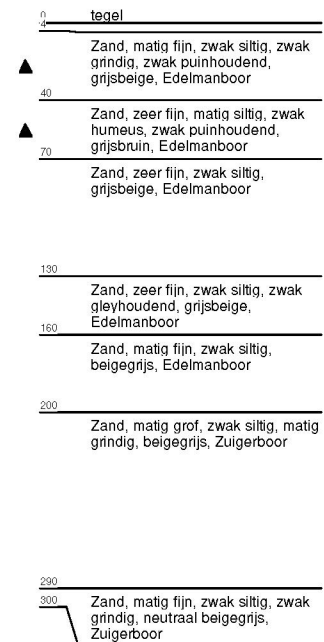 0 tegel
4
Zand, matig fijn, zwak siltig, zwak
grindig, zwak puinhoudend,
grijsbeige, Edelmanboor
40
Zand, zeer fijn, matig siltig, zwak
humeus, zwak puinhoudend,
grijsbruin, Edelmanboor
70
Zand, zeer fijn, zwak siltig,
grijsbeige, Edelmanboor
130
Zand, zeer fijn, zwak siltig, zwak
gleyhoudend, grijsbeige,
Edelmanboor
160
Zand, matig fijn, zwak siltig,
beigegrijs, Edelmanboor
200
Zand, matig grof, zwak siltig, matig
grindig, beigegrijs, Zuigerboor
290
300 Zand, matig fijn, zwak siltig, zwak
grindig, neutraal beigegrijs,
Zuigerboor